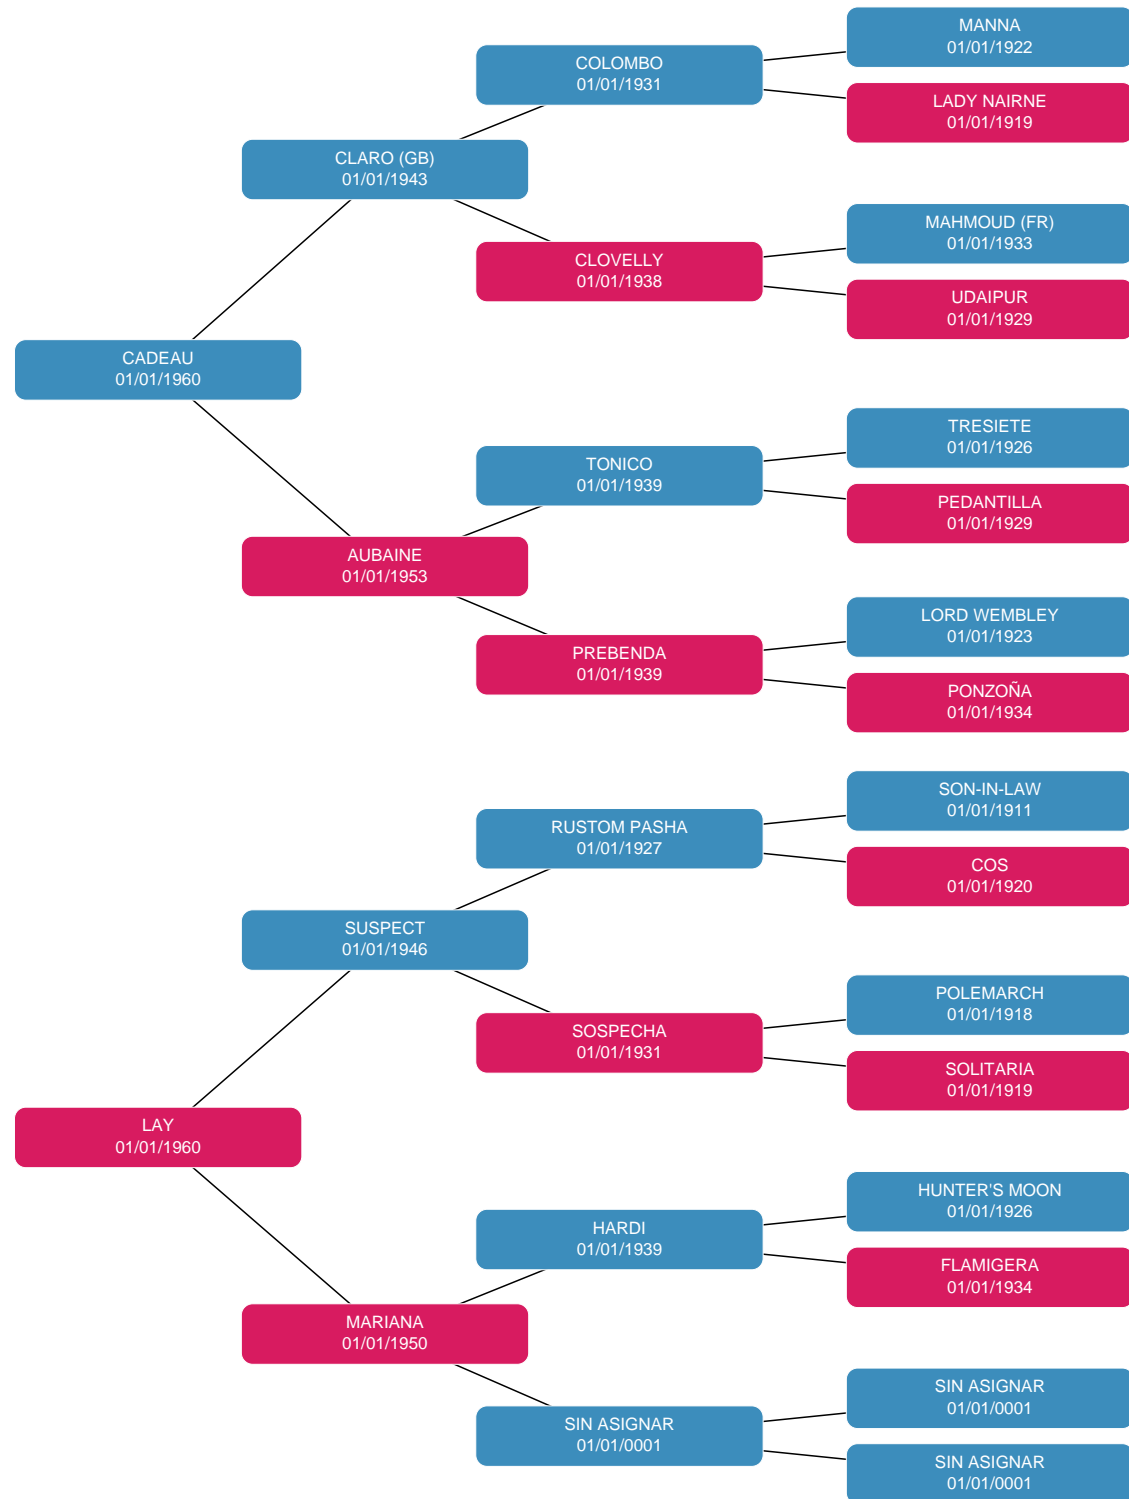 MANNA
01/01/1922
COLOMBO
01/01/1931
LADY NAIRNE
01/01/1919
CLARO (GB)
01/01/1943
MAHMOUD (FR)
01/01/1933
CLOVELLY
01/01/1938
UDAIPUR
01/01/1929
CADEAU
01/01/1960
TRESIETE
01/01/1926
TONICO
01/01/1939
PEDANTILLA
01/01/1929
AUBAINE
01/01/1953
LORD WEMBLEY
01/01/1923
PREBENDA
01/01/1939
PONZOÑA
01/01/1934
SON-IN-LAW
01/01/1911
RUSTOM PASHA
01/01/1927
COS
01/01/1920
SUSPECT
01/01/1946
POLEMARCH
01/01/1918
SOSPECHA
01/01/1931
SOLITARIA
01/01/1919
LAY
01/01/1960
HUNTER'S MOON
01/01/1926
HARDI
01/01/1939
FLAMIGERA
01/01/1934
MARIANA
01/01/1950
SIN ASIGNAR
01/01/0001
SIN ASIGNAR
01/01/0001
SIN ASIGNAR
01/01/0001